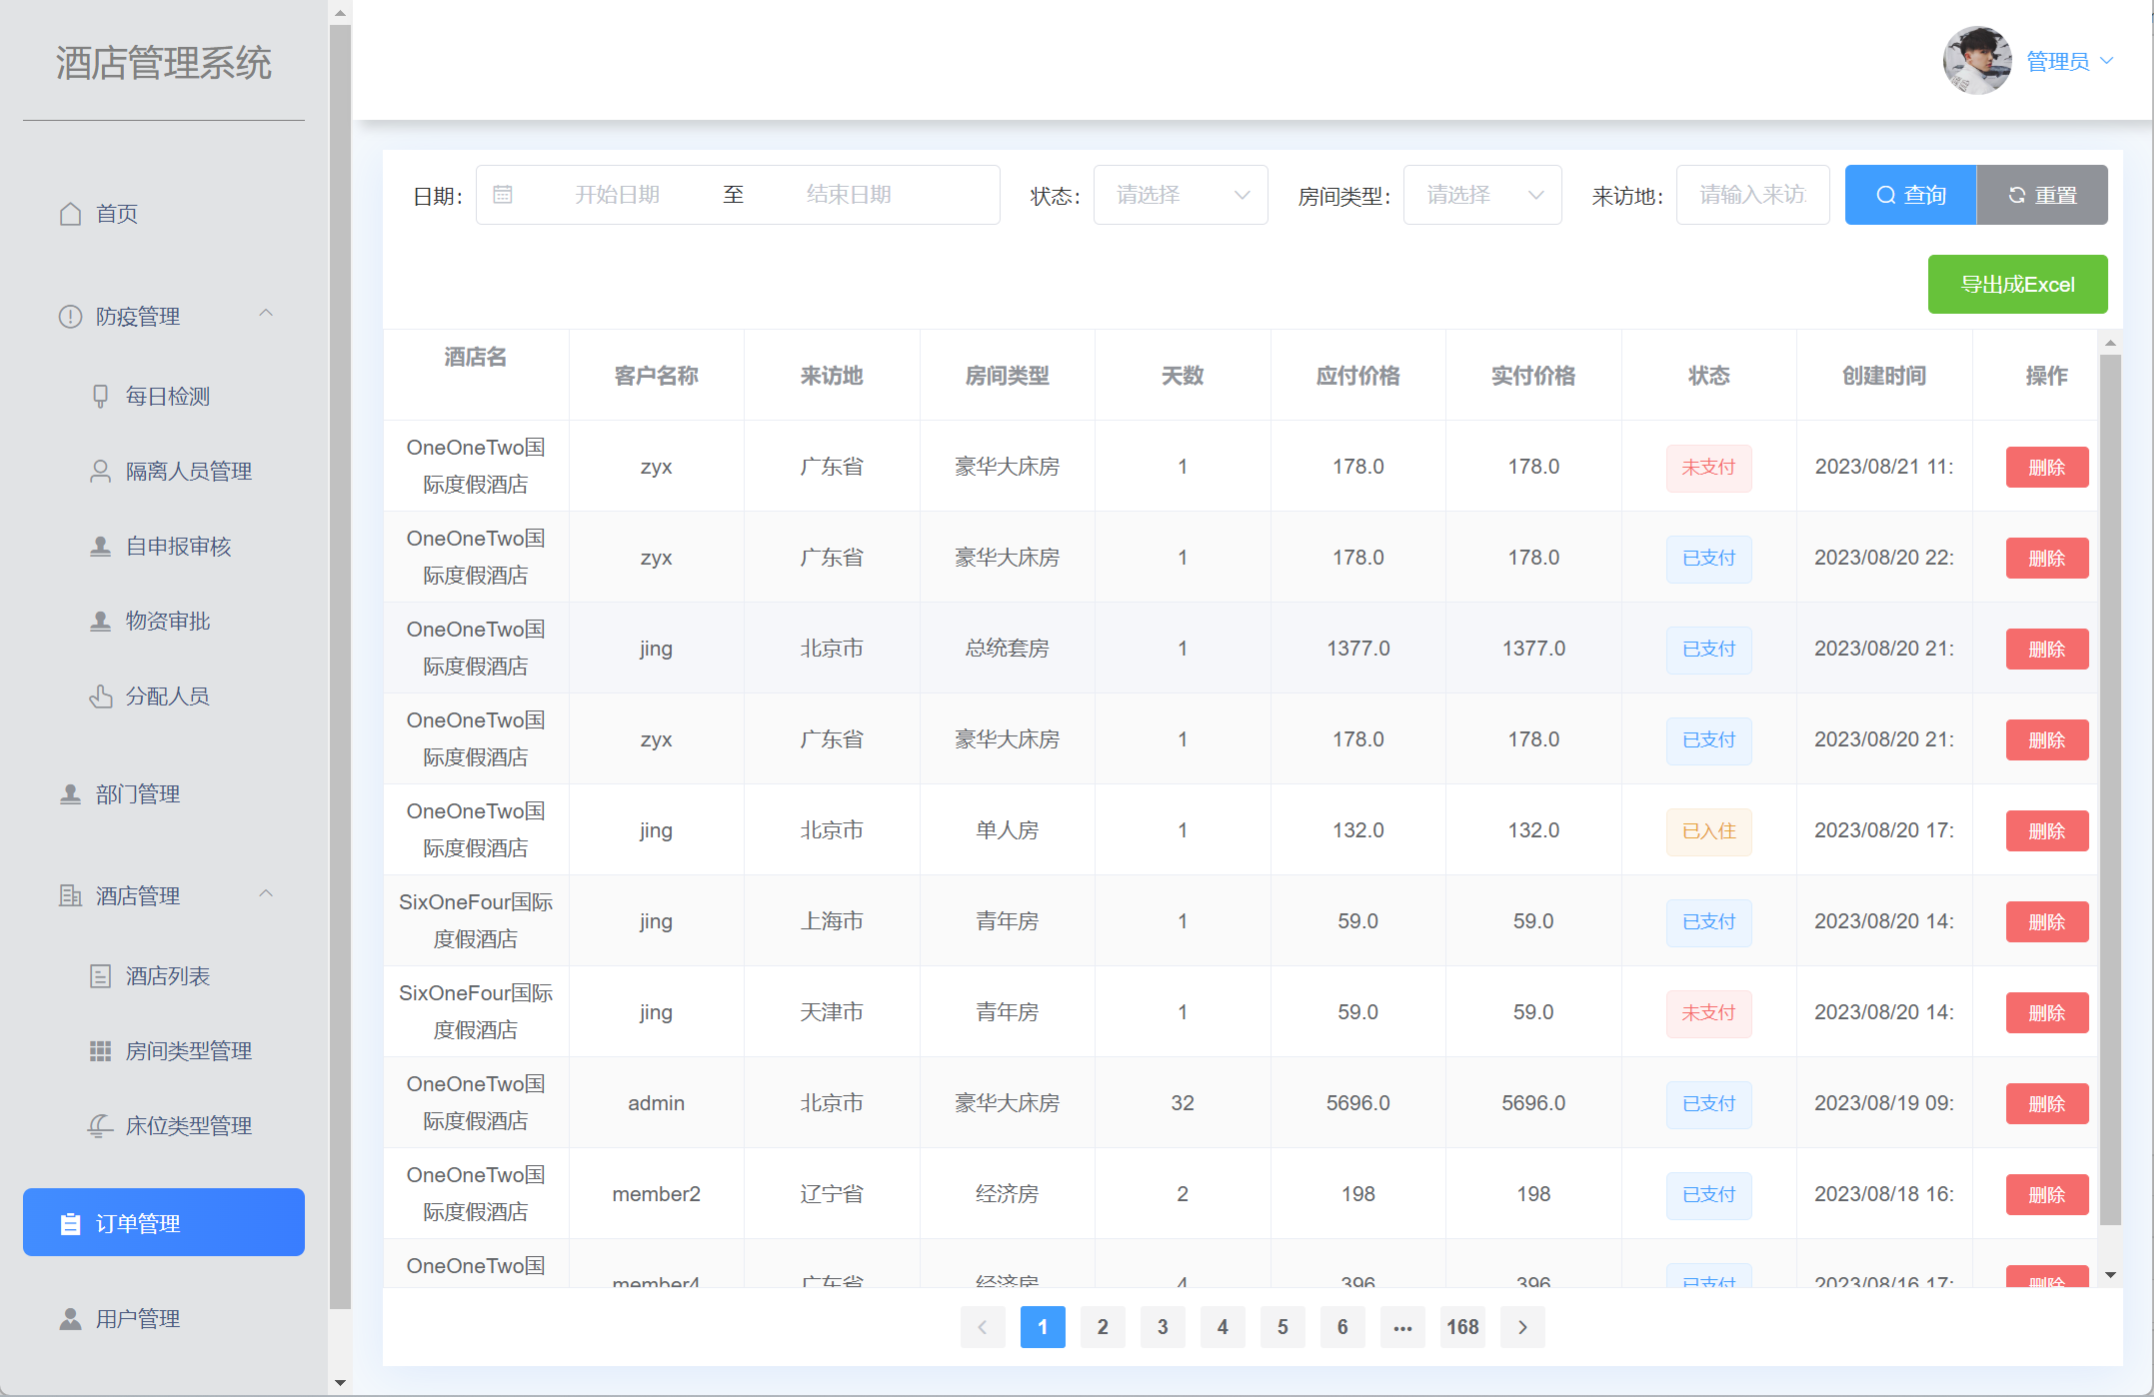 酒店管理系统
管理员
首页
防疫管理
每日检测
隔离人员管理
自申报审核
物资审批
分配人员
部门管理
酒店管理
酒店列表
房间类型管理
床位类型管理
订单管理
用户管理
日期： 开始日期 至 结束日期 状态： 请选择 房间类型： 请选择 来访地： 请输入来访 查询 重置
导出成Excel
酒店名 客户名称 来访地 房间类型 天数 应付价格 实付价格 状态 创建时间 操作
OneOneTwo国
际度假酒店 zyx 广东省 豪华大床房 1 178.0 178.0 未支付 2023/08/21 11: 删除
OneOneTwo国
际度假酒店 zyx 广东省 豪华大床房 1 178.0 178.0 已支付 2023/08/20 22: 删除
OneOneTwo国
际度假酒店 jing 北京市 总统套房 1 1377.0 1377.0 已支付 2023/08/20 21: 删除
OneOneTwo国
际度假酒店 zyx 广东省 豪华大床房 1 178.0 178.0 已支付 2023/08/20 21: 删除
OneOneTwo国
际度假酒店 jing 北京市 单人房 1 132.0 132.0 已入住 2023/08/20 17: 删除
SixOneFour国际
度假酒店 jing 上海市 青年房 1 59.0 59.0 已支付 2023/08/20 14: 删除
SixOneFour国际
度假酒店 jing 天津市 青年房 1 59.0 59.0 未支付 2023/08/20 14: 删除
OneOneTwo国
际度假酒店 admin 北京市 豪华大床房 32 5696.0 5696.0 已支付 2023/08/19 09: 删除
OneOneTwo国
际度假酒店 member2 辽宁省 经济房 2 198 198 已支付 2023/08/18 16: 删除
OneOneTwo国
member4 广东省 经济房 4 396 396 已支付 2023/08/16 17: 删除
1 2 3 4 5 6 ••• 168